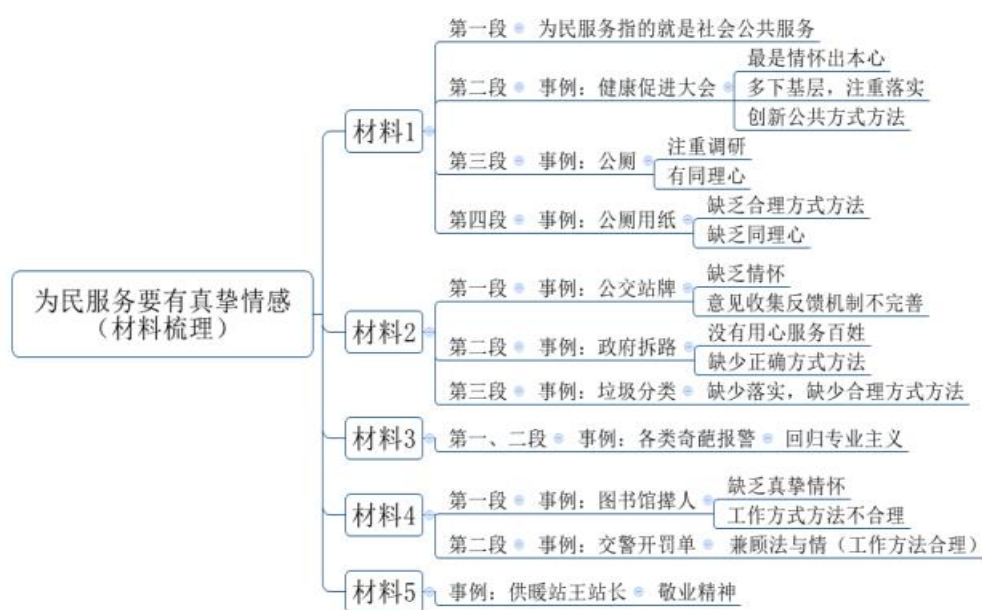 为民服务要有真挚情感
（材料梳理）
材料1
第一段
为民服务指的就是社会公共服务
第二段
事例：健康促进大会
最是情怀出本心
多下基层，注重落实
创新公共方式方法
第三段
事例：公厕
注重调研
有同理心
第四段
事例：公厕用纸
缺乏合理方式方法
缺乏同理心
材料2
第一段
事例：公交站牌
缺乏情怀
意见收集反馈机制不完善
第二段
事例：政府拆路
没有用心服务百姓
缺少正确方式方法
第三段
事例：垃圾分类
缺少落实，缺少合理方式方法
材料3
第一、二段
事例：各类奇葩报警
回归专业主义
材料4
第一段
事例：图书馆撵人
缺乏真挚情怀
工作方式方法不合理
第二段
事例：交警开罚单
兼顾法与情（工作方法合理）
材料5
事例：供暖站王站长
敬业精神